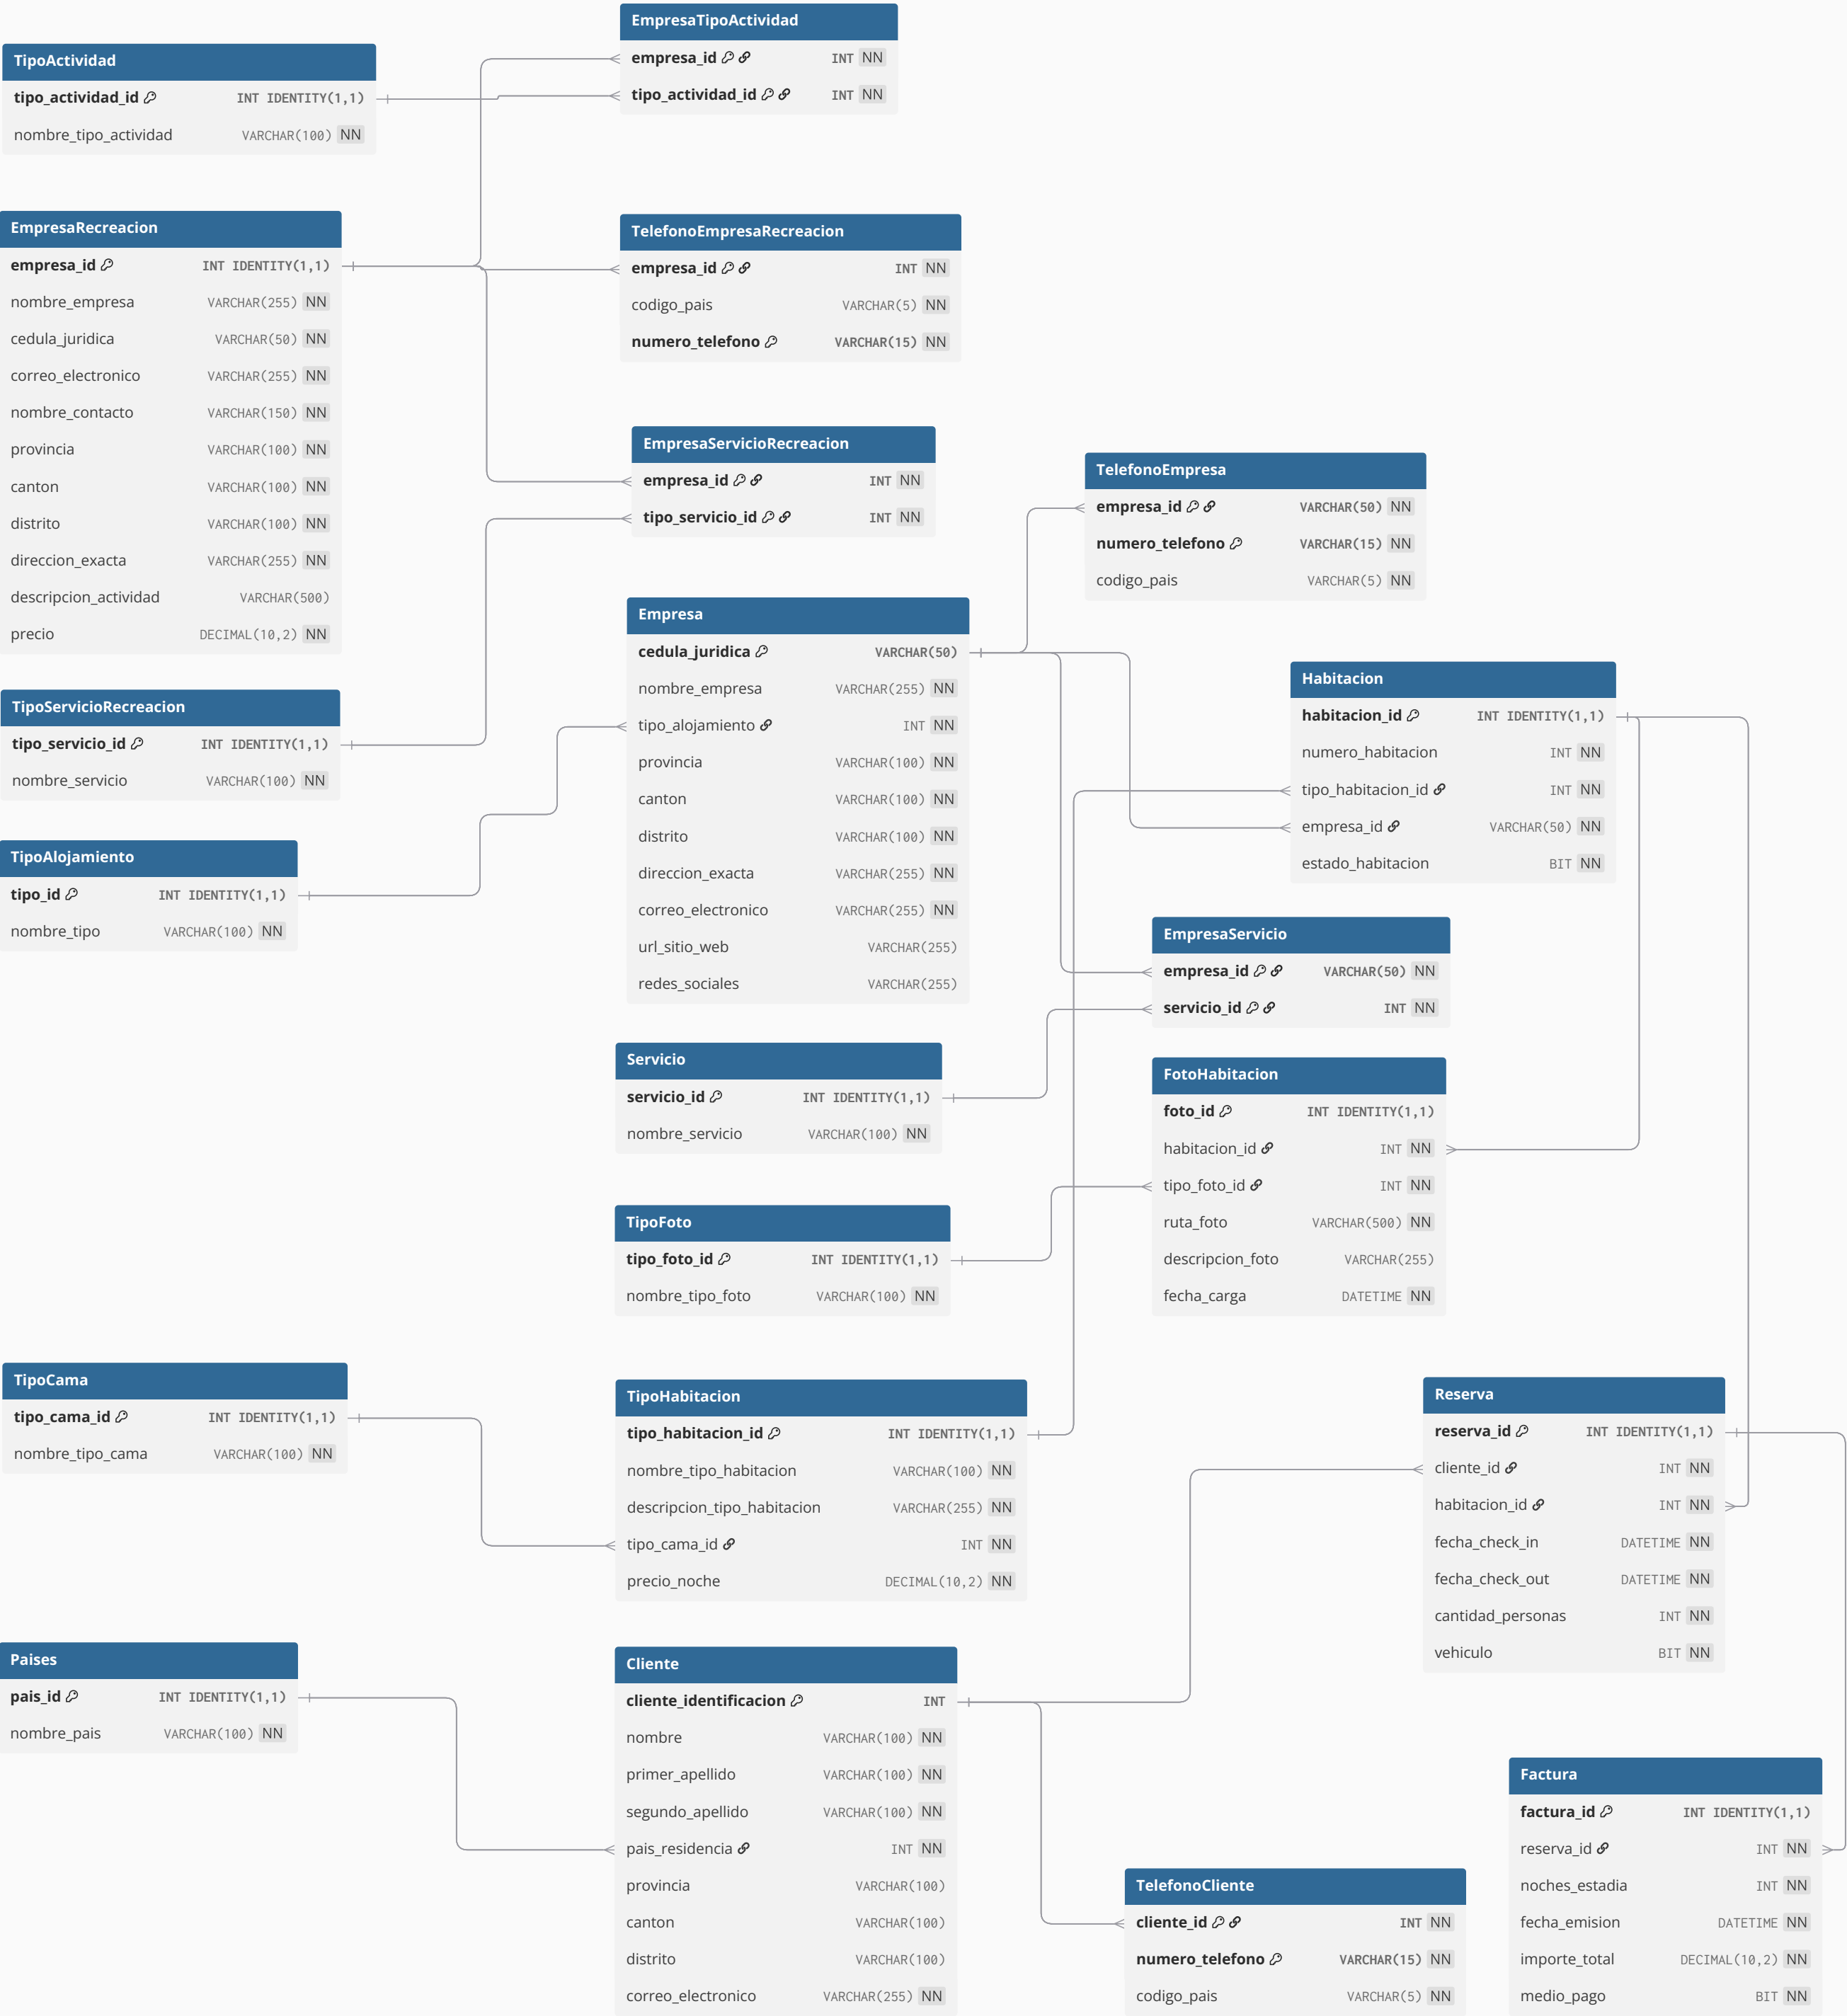 EmpresaTipoActividad
empresa_id INT NN
tipo_actividad_id INT NN
TipoActividad
tipo_actividad_id INT IDENTITY(1,1)
nombre_tipo_actividad VARCHAR(100) NN
EmpresaRecreacion
empresa_id INT IDENTITY(1,1)
nombre_empresa VARCHAR(255) NN
cedula_juridica VARCHAR(50) NN
correo_electronico VARCHAR(255) NN
nombre_contacto VARCHAR(150) NN
provincia VARCHAR(100) NN
canton VARCHAR(100) NN
distrito VARCHAR(100) NN
direccion_exacta VARCHAR(255) NN
descripcion_actividad VARCHAR(500)
precio DECIMAL(10,2) NN
TelefonoEmpresaRecreacion
empresa_id INT NN
codigo_pais VARCHAR(5) NN
numero_telefono VARCHAR(15) NN
EmpresaServicioRecreacion
empresa_id INT NN
tipo_servicio_id INT NN
TelefonoEmpresa
empresa_id VARCHAR(50) NN
numero_telefono VARCHAR(15) NN
codigo_pais VARCHAR(5) NN
Empresa
cedula_juridica VARCHAR(50)
nombre_empresa VARCHAR(255) NN
tipo_alojamiento INT NN
provincia VARCHAR(100) NN
canton VARCHAR(100) NN
distrito VARCHAR(100) NN
direccion_exacta VARCHAR(255) NN
correo_electronico VARCHAR(255) NN
url_sitio_web VARCHAR(255)
redes_sociales VARCHAR(255)
Habitacion
habitacion_id INT IDENTITY(1,1)
numero_habitacion INT NN
tipo_habitacion_id INT NN
empresa_id VARCHAR(50) NN
estado_habitacion BIT NN
TipoServicioRecreacion
tipo_servicio_id INT IDENTITY(1,1)
nombre_servicio VARCHAR(100) NN
TipoAlojamiento
tipo_id INT IDENTITY(1,1)
nombre_tipo VARCHAR(100) NN
EmpresaServicio
empresa_id VARCHAR(50) NN
servicio_id INT NN
Servicio
servicio_id INT IDENTITY(1,1)
nombre_servicio VARCHAR(100) NN
FotoHabitacion
foto_id INT IDENTITY(1,1)
habitacion_id INT NN
tipo_foto_id INT NN
ruta_foto VARCHAR(500) NN
descripcion_foto VARCHAR(255)
fecha_carga DATETIME NN
TipoFoto
tipo_foto_id INT IDENTITY(1,1)
nombre_tipo_foto VARCHAR(100) NN
TipoCama
tipo_cama_id INT IDENTITY(1,1)
nombre_tipo_cama VARCHAR(100) NN
TipoHabitacion
tipo_habitacion_id INT IDENTITY(1,1)
nombre_tipo_habitacion VARCHAR(100) NN
descripcion_tipo_habitacion VARCHAR(255) NN
tipo_cama_id INT NN
precio_noche DECIMAL(10,2) NN
Reserva
reserva_id INT IDENTITY(1,1)
cliente_id INT NN
habitacion_id INT NN
fecha_check_in DATETIME NN
fecha_check_out DATETIME NN
cantidad_personas INT NN
vehiculo BIT NN
Paises
pais_id INT IDENTITY(1,1)
nombre_pais VARCHAR(100) NN
Cliente
cliente_identificacion INT
nombre VARCHAR(100) NN
primer_apellido VARCHAR(100) NN
segundo_apellido VARCHAR(100) NN
pais_residencia INT NN
provincia VARCHAR(100)
canton VARCHAR(100)
distrito VARCHAR(100)
correo_electronico VARCHAR(255) NN
TelefonoCliente
cliente_id INT NN
numero_telefono VARCHAR(15) NN
codigo_pais VARCHAR(5) NN
Factura
factura_id INT IDENTITY(1,1)
reserva_id INT NN
noches_estadia INT NN
fecha_emision DATETIME NN
importe_total DECIMAL(10,2) NN
medio_pago BIT NN